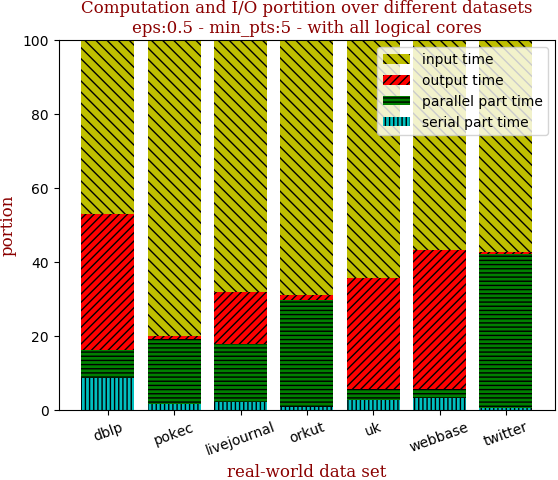 Computation and I/O portition over different datasets
eps:0.5 - min_pts:5 - with all logical cores
100
80
60
40
20
0
portion
input time
output time
parallel part time
serial part time
dblp
pokec
livejournal
orkut
uk
webbase
twitter
real-world data set